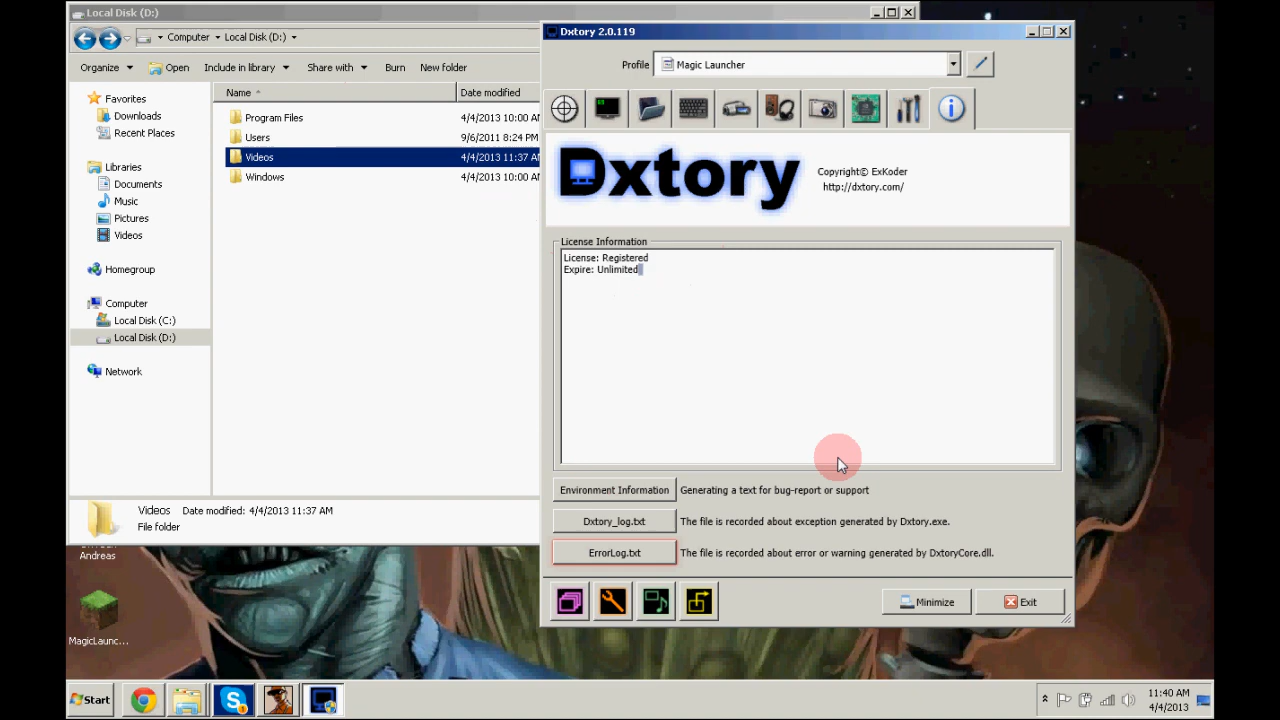 Local Disk (D:)
Computer
Local Disk (D:)
Organize
Open
Include in library
Share with
Burn
New folder
Favorites
Downloads
Recent Places
Libraries
Documents
Music
Pictures
Videos
Homegroup
Computer
Local Disk (C:)
Local Disk (D:)
Network
Name
Date modified
Program Files
4/4/2013 10:00 AM
Users
9/6/2011 8:24 PM
Videos
4/4/2013 11:37 AM
Windows
4/4/2013 10:00 AM
Videos Date modified: 4/4/2013 11:37 AM
File folder
Dxtory 2.0.119
Profile
Magic Launcher
Dxtory
Copyright© ExKoder
http://dxtory.com/
License Information
License: Registered
Expire: Unlimited
Environment Information
Generating a text for bug-report or support
Dxtory_log.txt
The file is recorded about exception generated by Dxtory.exe.
ErrorLog.txt
The file is recorded about error or warning generated by DxtoryCore.dll.
Minimize
Exit
Andreas
MagicLaunc...
Start
11:40 AM
4/4/2013